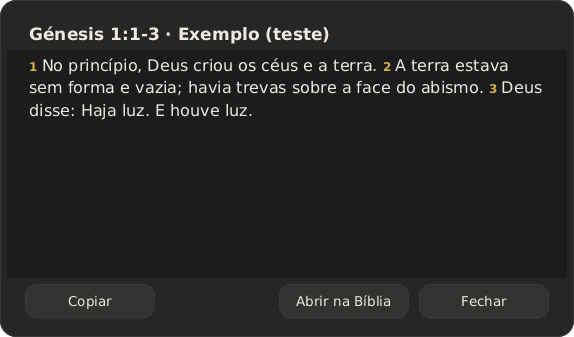 Génesis 1:1-3 · Exemplo (teste)
1 No princípio, Deus criou os céus e a terra. 2 A terra estava
sem forma e vazia; havia trevas sobre a face do abismo. 3 Deus
disse: Haja luz. E houve luz.
Copiar
Abrir na Bíblia
Fechar